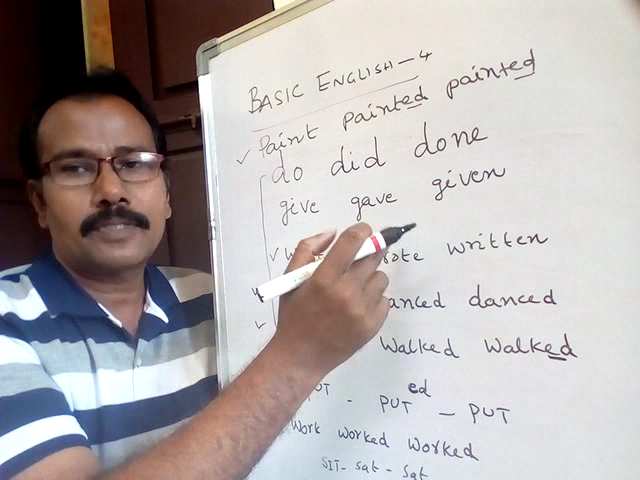 BASIC ENGLISH - 4
Paint painted painted
do did done
give gave given
written
danced
walked walked
PUT - PUT ed - PUT
Work worked worked
SIT - Sat - Sat